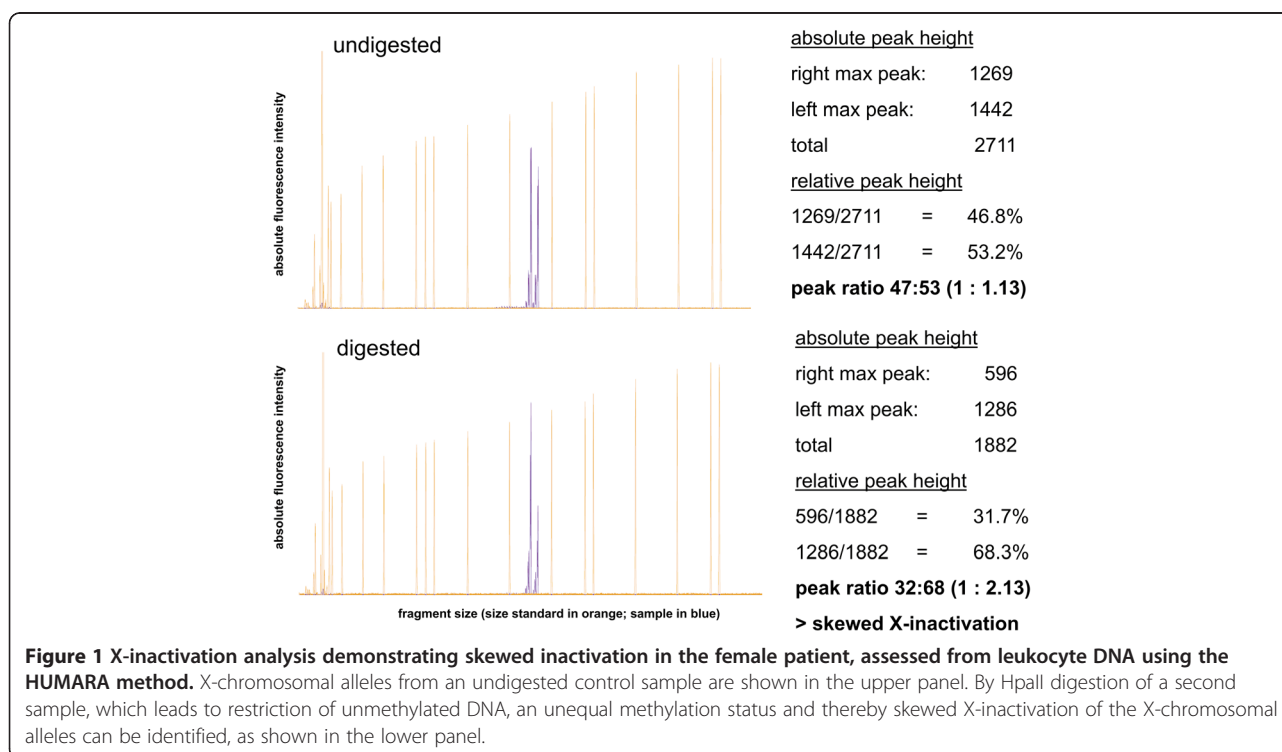 undigested
absolute fluorescence intensity
absolute peak height
right max peak: 1269
left max peak: 1442
total 2711
relative peak height
1269/2711 = 46.8%
1442/2711 = 53.2%
peak ratio 47:53 (1 : 1.13)
digested
absolute fluorescence intensity
fragment size (size standard in orange; sample in blue)
absolute peak height
right max peak: 596
left max peak: 1286
total 1882
relative peak height
596/1882 = 31.7%
1286/1882 = 68.3%
peak ratio 32:68 (1 : 2.13)
> skewed X-inactivation
Figure 1 X-inactivation analysis demonstrating skewed inactivation in the female patient, assessed from leukocyte DNA using the
HUMARA method. X-chromosomal alleles from an undigested control sample are shown in the upper panel. By HpaII digestion of a second
sample, which leads to restriction of unmethylated DNA, an unequal methylation status and thereby skewed X-inactivation of the X-chromosomal
alleles can be identified, as shown in the lower panel.